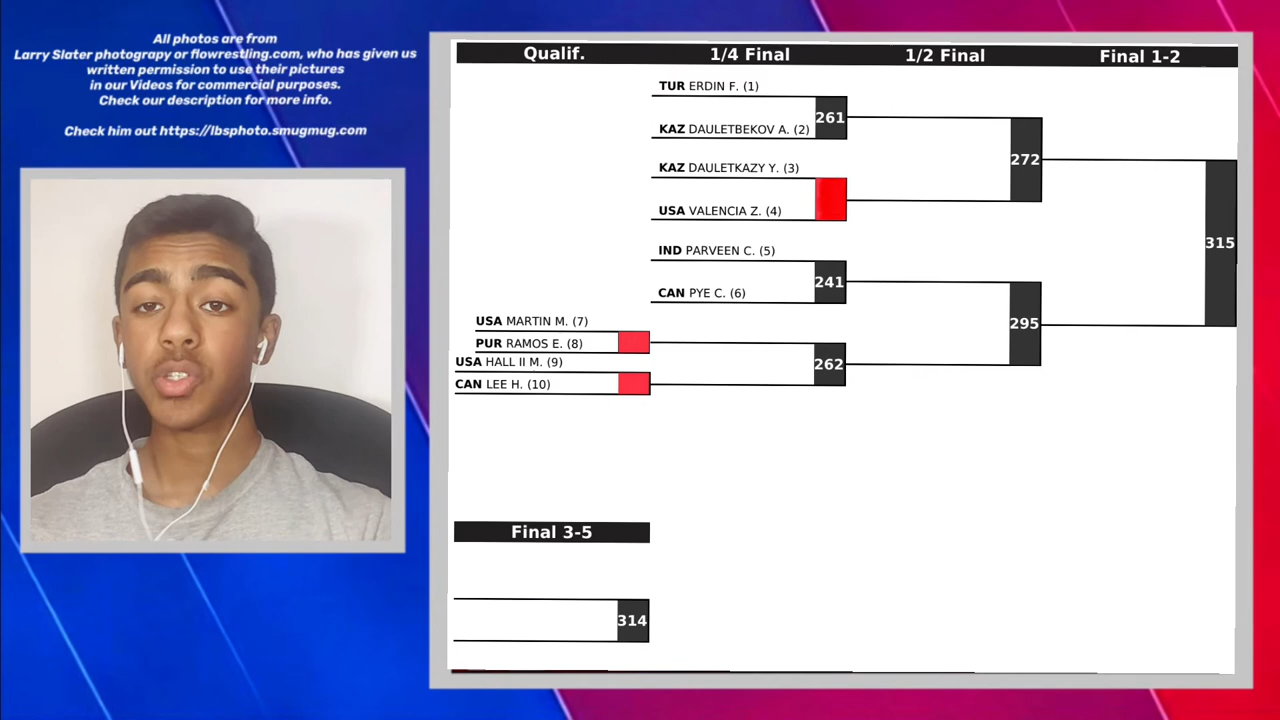 All photos are from
Larry Slater photograpy or flowrestling.com, who has given us
written permission to use their pictures
in our Videos for commercial purposes.
Check our description for more info.
Check him out https://lbsphoto.smugmug.com
Qualif. 1/4 Final 1/2 Final Final 1-2
TUR ERDIN F. (1)
261
KAZ DAULETBEKOV A. (2)
272
KAZ DAULETKAZY Y. (3)
USA VALENCIA Z. (4)
315
IND PARVEEN C. (5)
241
CAN PYE C. (6)
USA MARTIN M. (7)
295
PUR RAMOS E. (8)
USA HALL II M. (9)
262
CAN LEE H. (10)
Final 3-5
314